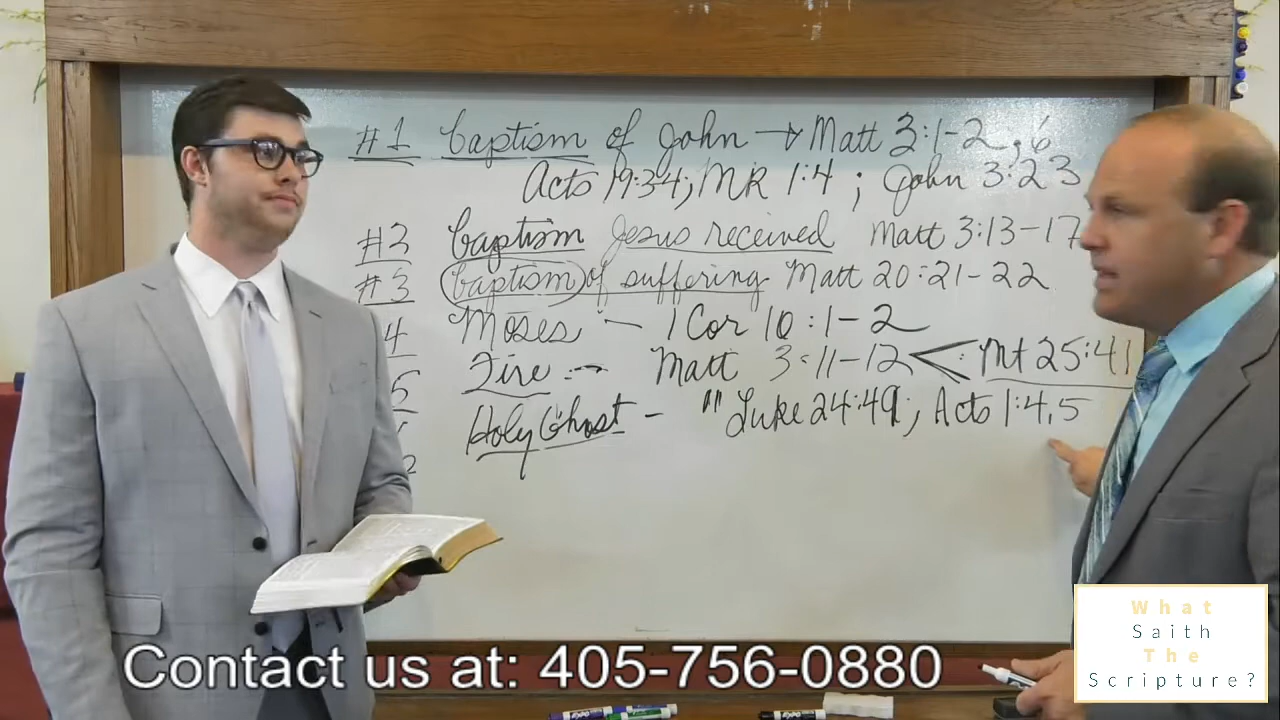 #1 baptism of John → Matt 3:1-2, 6
Acts 19:3-4; MR 1:4 ; John 3:23
#2 baptism Jesus received Matt 3:13-17
#3 baptism of suffering Matt 20:21-22
4 Moses - 1 Cor 10:1-2
5 Fire - Matt 3:11-12 < Mt 25:41
Holy Ghost - " Luke 24:49; Acts 1:4,5
Contact us at: 405-756-0880
What
Saith
The
Scripture?